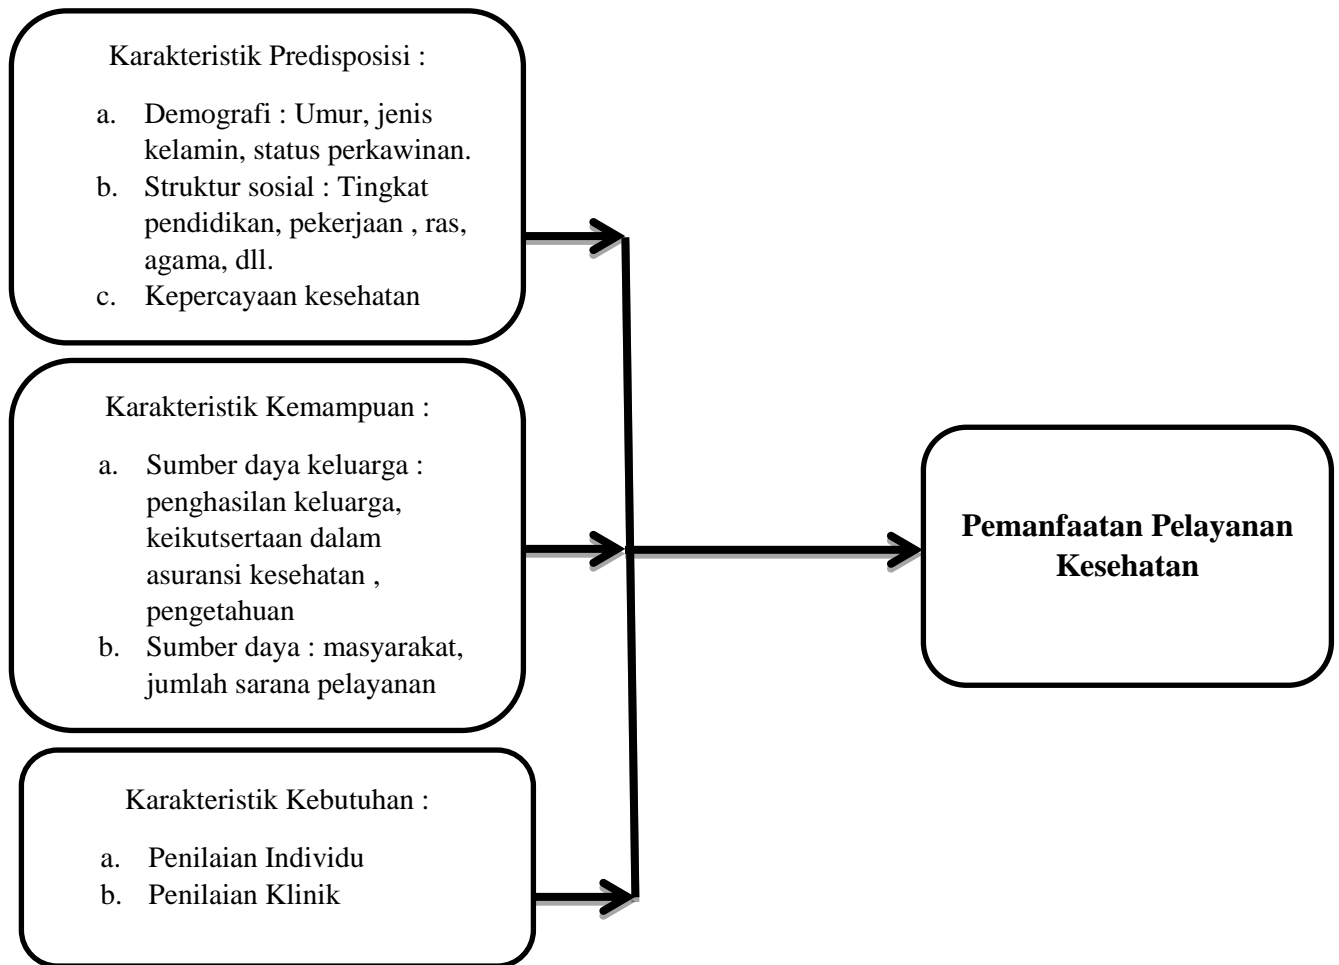 Karakteristik Predisposisi :
a. Demografi : Umur, jenis
kelamin, status perkawinan.
b. Struktur sosial : Tingkat
pendidikan, pekerjaan , ras,
agama, dll.
c. Kepercayaan kesehatan
Karakteristik Kemampuan :
a. Sumber daya keluarga :
penghasilan keluarga,
keikutsertaan dalam
asuransi kesehatan ,
pengetahuan
b. Sumber daya : masyarakat,
jumlah sarana pelayanan
Karakteristik Kebutuhan :
a. Penilaian Individu
b. Penilaian Klinik
Pemanfaatan Pelayanan
Kesehatan